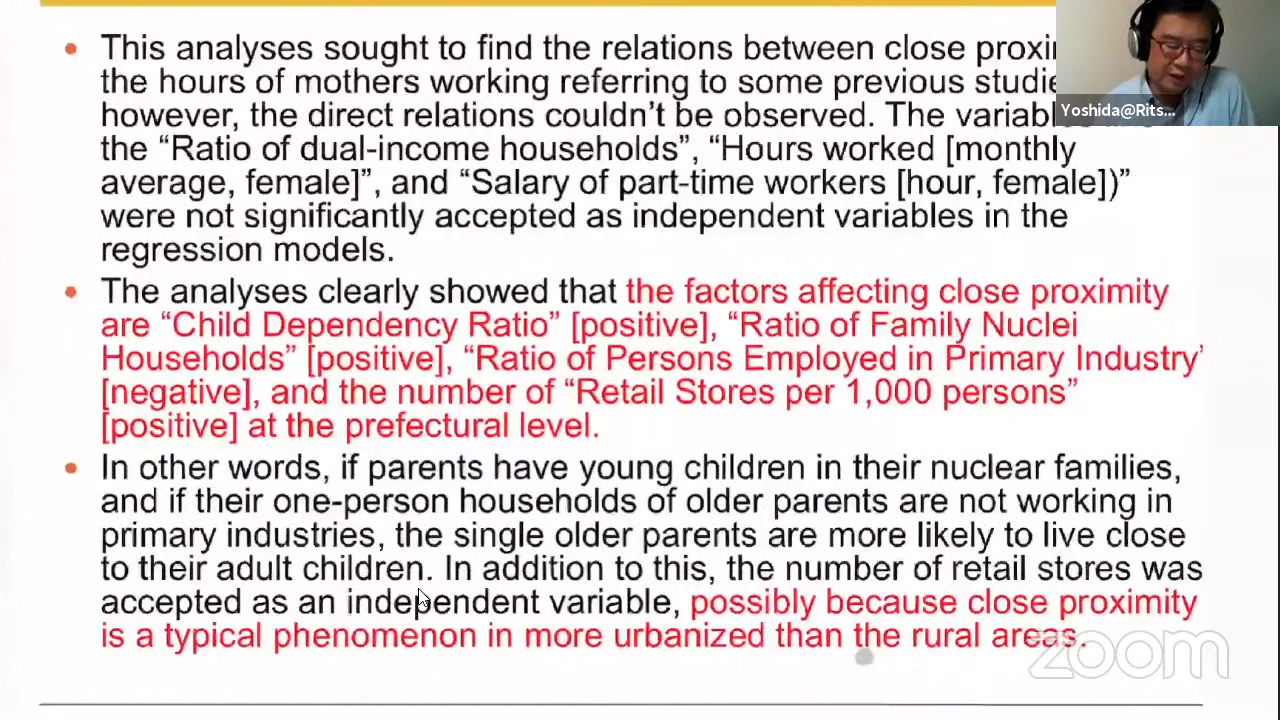 This analyses sought to find the relations between close
the hours of mothers working referring to some previous
however, the direct relations couldn't be observed. The
the “Ratio of dual-income households”, “Hours worked [monthly
average, female]”, and “Salary of part-time workers [hour, female])”
were not significantly accepted as independent variables in the
regression models.
The analyses clearly showed that the factors affecting close proximity
are “Child Dependency Ratio” [positive], “Ratio of Family Nuclei
Households” [positive], “Ratio of Persons Employed in Primary Industry’
[negative], and the number of “Retail Stores per 1,000 persons”
[positive] at the prefectural level.
In other words, if parents have young children in their nuclear families,
and if their one-person households of older parents are not working in
primary industries, the single older parents are more likely to live close
to their adult children. In addition to this, the number of retail stores was
accepted as an independent variable, possibly because close proximity
is a typical phenomenon in more urbanized than the rural areas.
Yoshida@Rits...
zoom